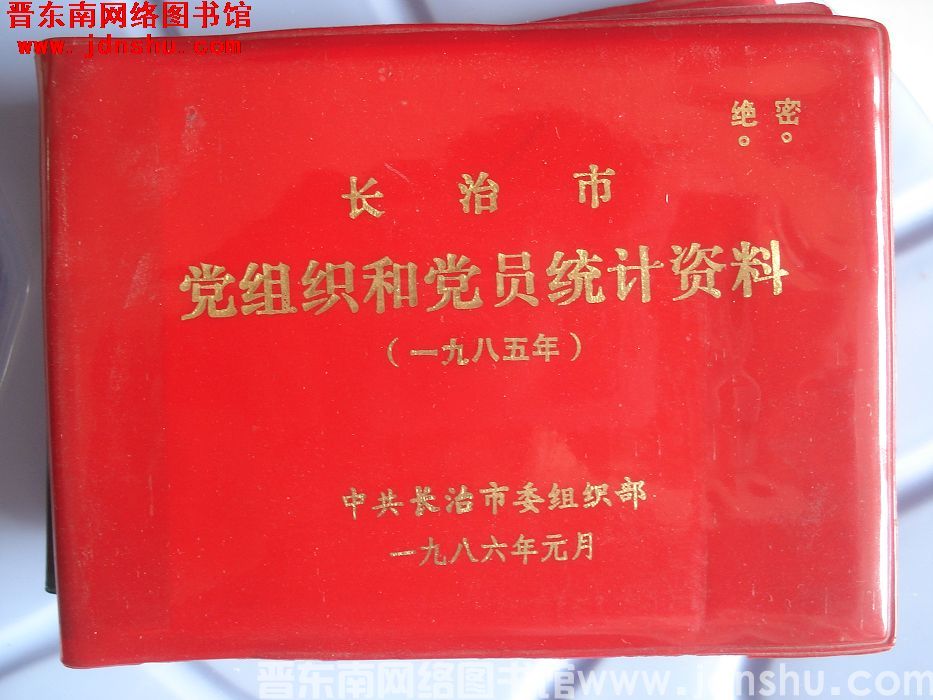 晋东南网络图书馆
www.jdnshu.com
绝密。。
长治市
党组织和党员统计资料
(一九八五年)
中共长治市委组织部
一九八六年元月
晋东南网络图书馆 www.jdnshu.com